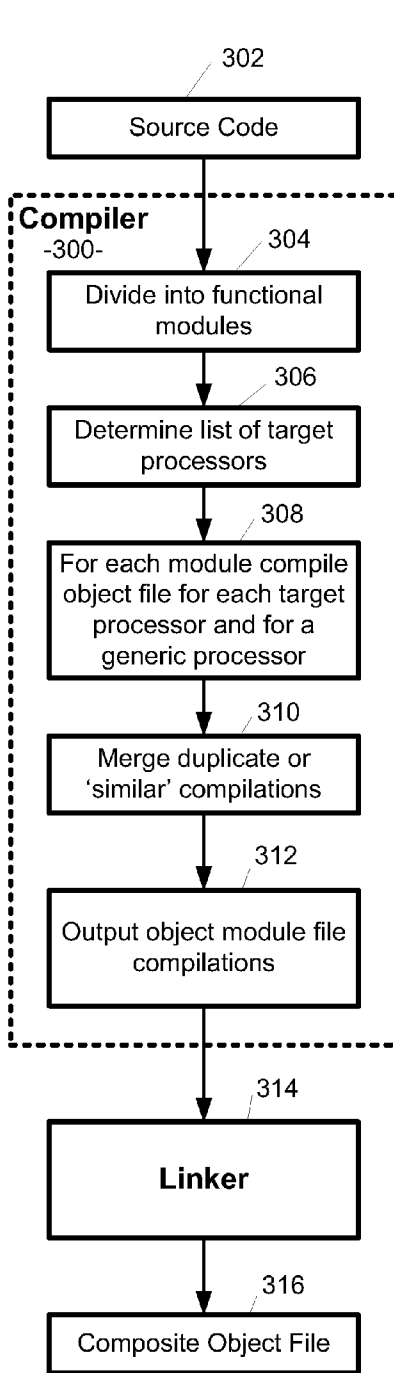 302
Source Code
Compiler
-300-
304
Divide into functional
modules
306
Determine list of target
processors
308
For each module compile
object file for each target
processor and for a
generic processor
310
Merge duplicate or
‘similar’ compilations
312
Output object module file
compilations
314
Linker
316
Composite Object File